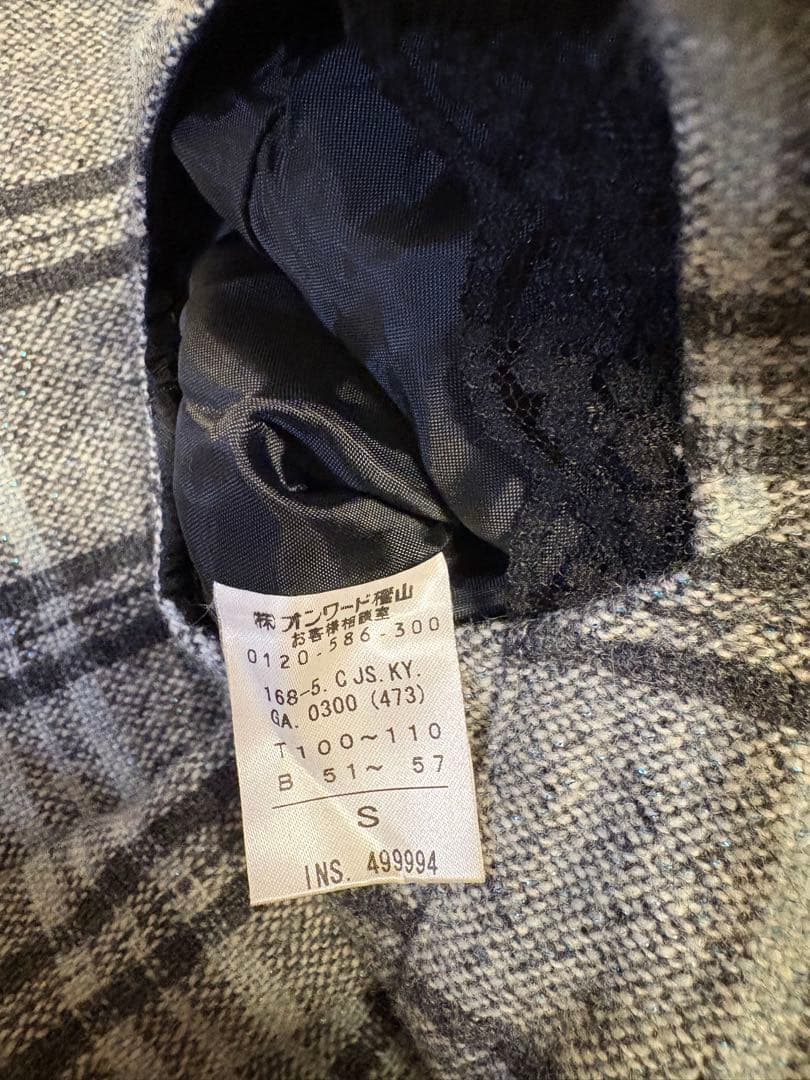 ㈱オンワード樫山
お客様相談室
0120-586-300
168-5. C JS. KY.
GA. 0300 (473)
T 100～110
B 51～ 57
S
INS. 499994